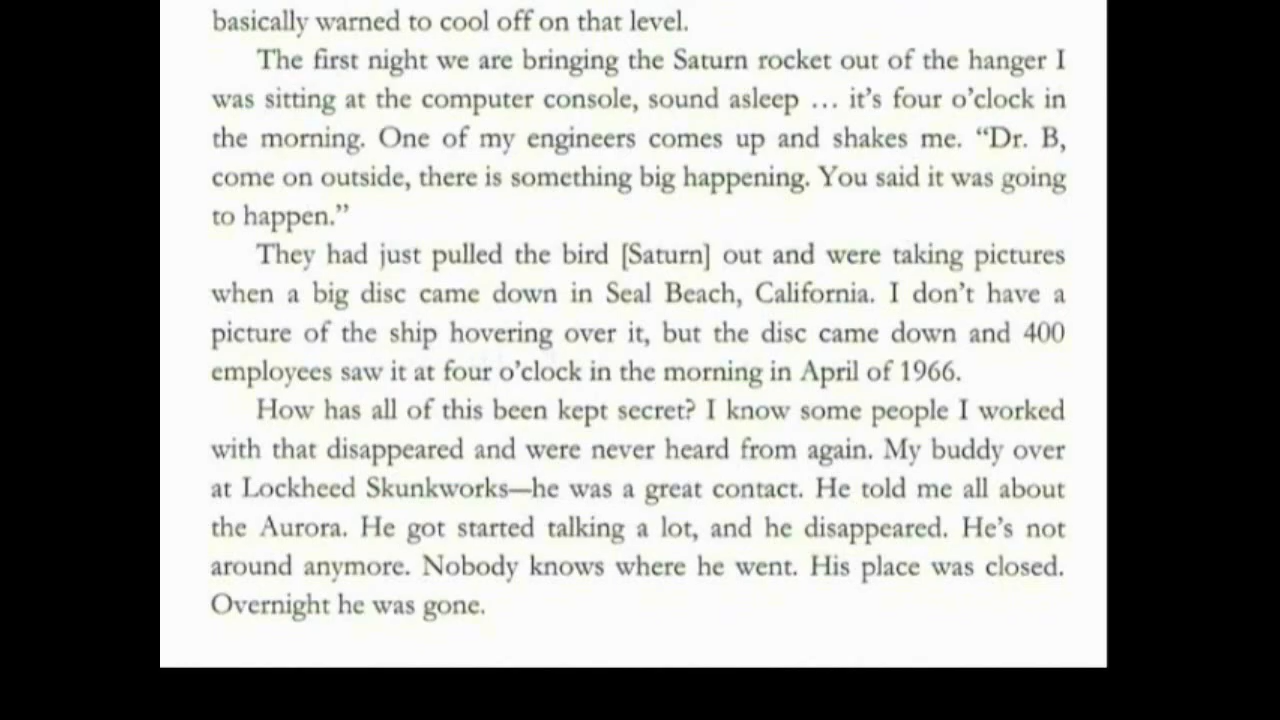 basically warned to cool off on that level.
The first night we are bringing the Saturn rocket out of the hanger I
was sitting at the computer console, sound asleep … it's four o'clock in
the morning. One of my engineers comes up and shakes me. “Dr. B,
come on outside, there is something big happening. You said it was going
to happen.”
They had just pulled the bird [Saturn] out and were taking pictures
when a big disc came down in Seal Beach, California. I don't have a
picture of the ship hovering over it, but the disc came down and 400
employees saw it at four o'clock in the morning in April of 1966.
How has all of this been kept secret? I know some people I worked
with that disappeared and were never heard from again. My buddy over
at Lockheed Skunkworks—he was a great contact. He told me all about
the Aurora. He got started talking a lot, and he disappeared. He's not
around anymore. Nobody knows where he went. His place was closed.
Overnight he was gone.